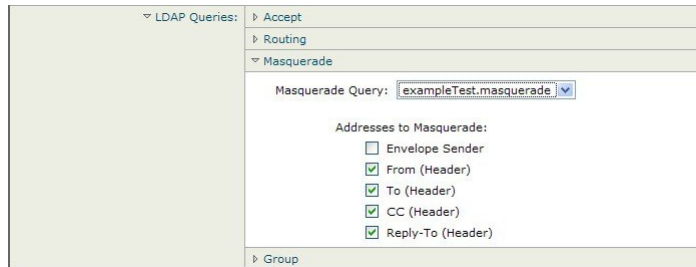 LDAP Queries:
Accept
Routing
Masquerade
Masquerade Query: exampleTest.masquerade
Addresses to Masquerade:
Envelope Sender
From (Header)
To (Header)
CC (Header)
Reply-To (Header)
Group